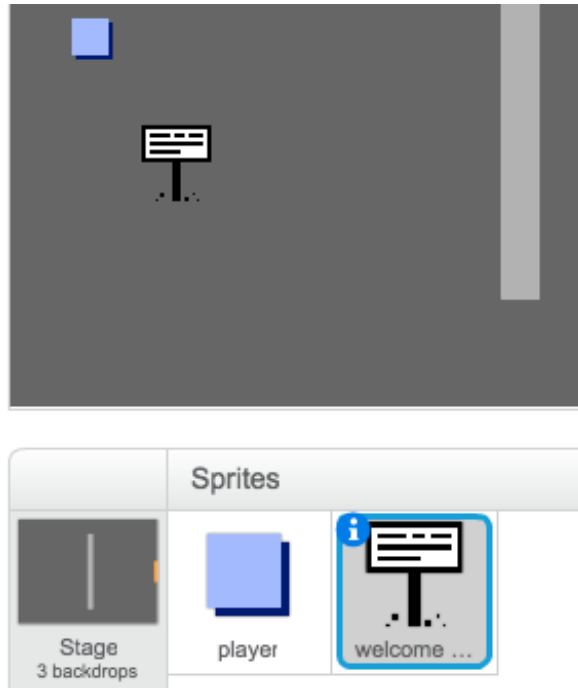 Sprites
i
Stage
3 backdrops
player
welcome ...